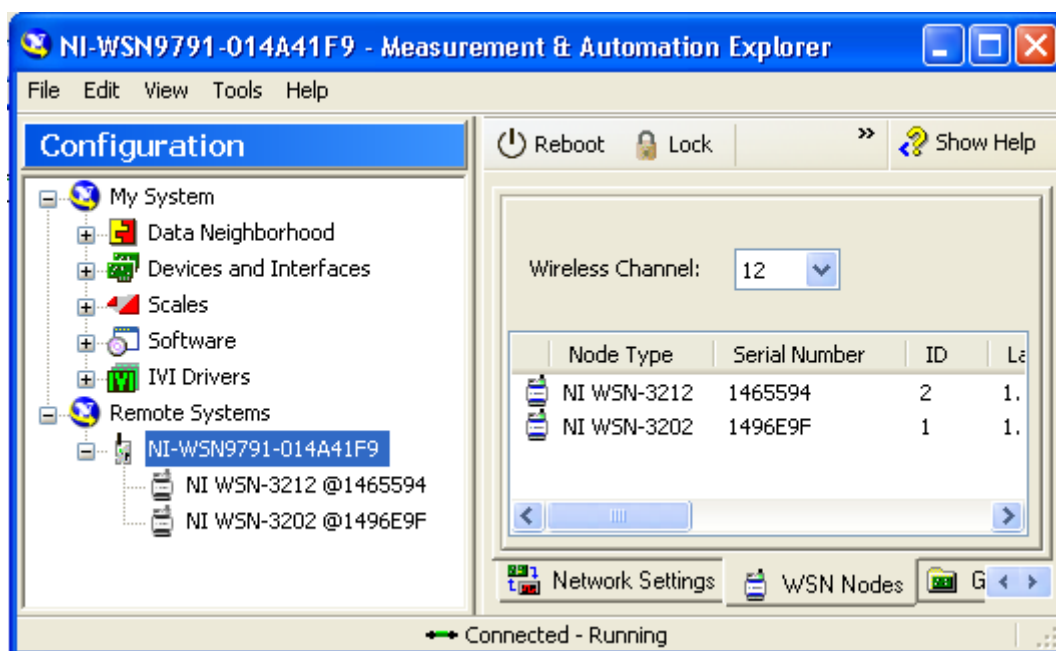 NI-WSN9791-014A41F9 - Measurement & Automation Explorer
File Edit View Tools Help
Configuration
My System
Data Neighborhood
Devices and Interfaces
Scales
Software
IVI Drivers
Remote Systems
NI-WSN9791-014A41F9
NI WSN-3212 @1465594
NI WSN-3202 @1496E9F
Reboot Lock » Show Help
Wireless Channel: 12
Node Type Serial Number ID La
NI WSN-3212 1465594 2 1.
NI WSN-3202 1496E9F 1 1.
Network Settings WSN Nodes G
Connected - Running